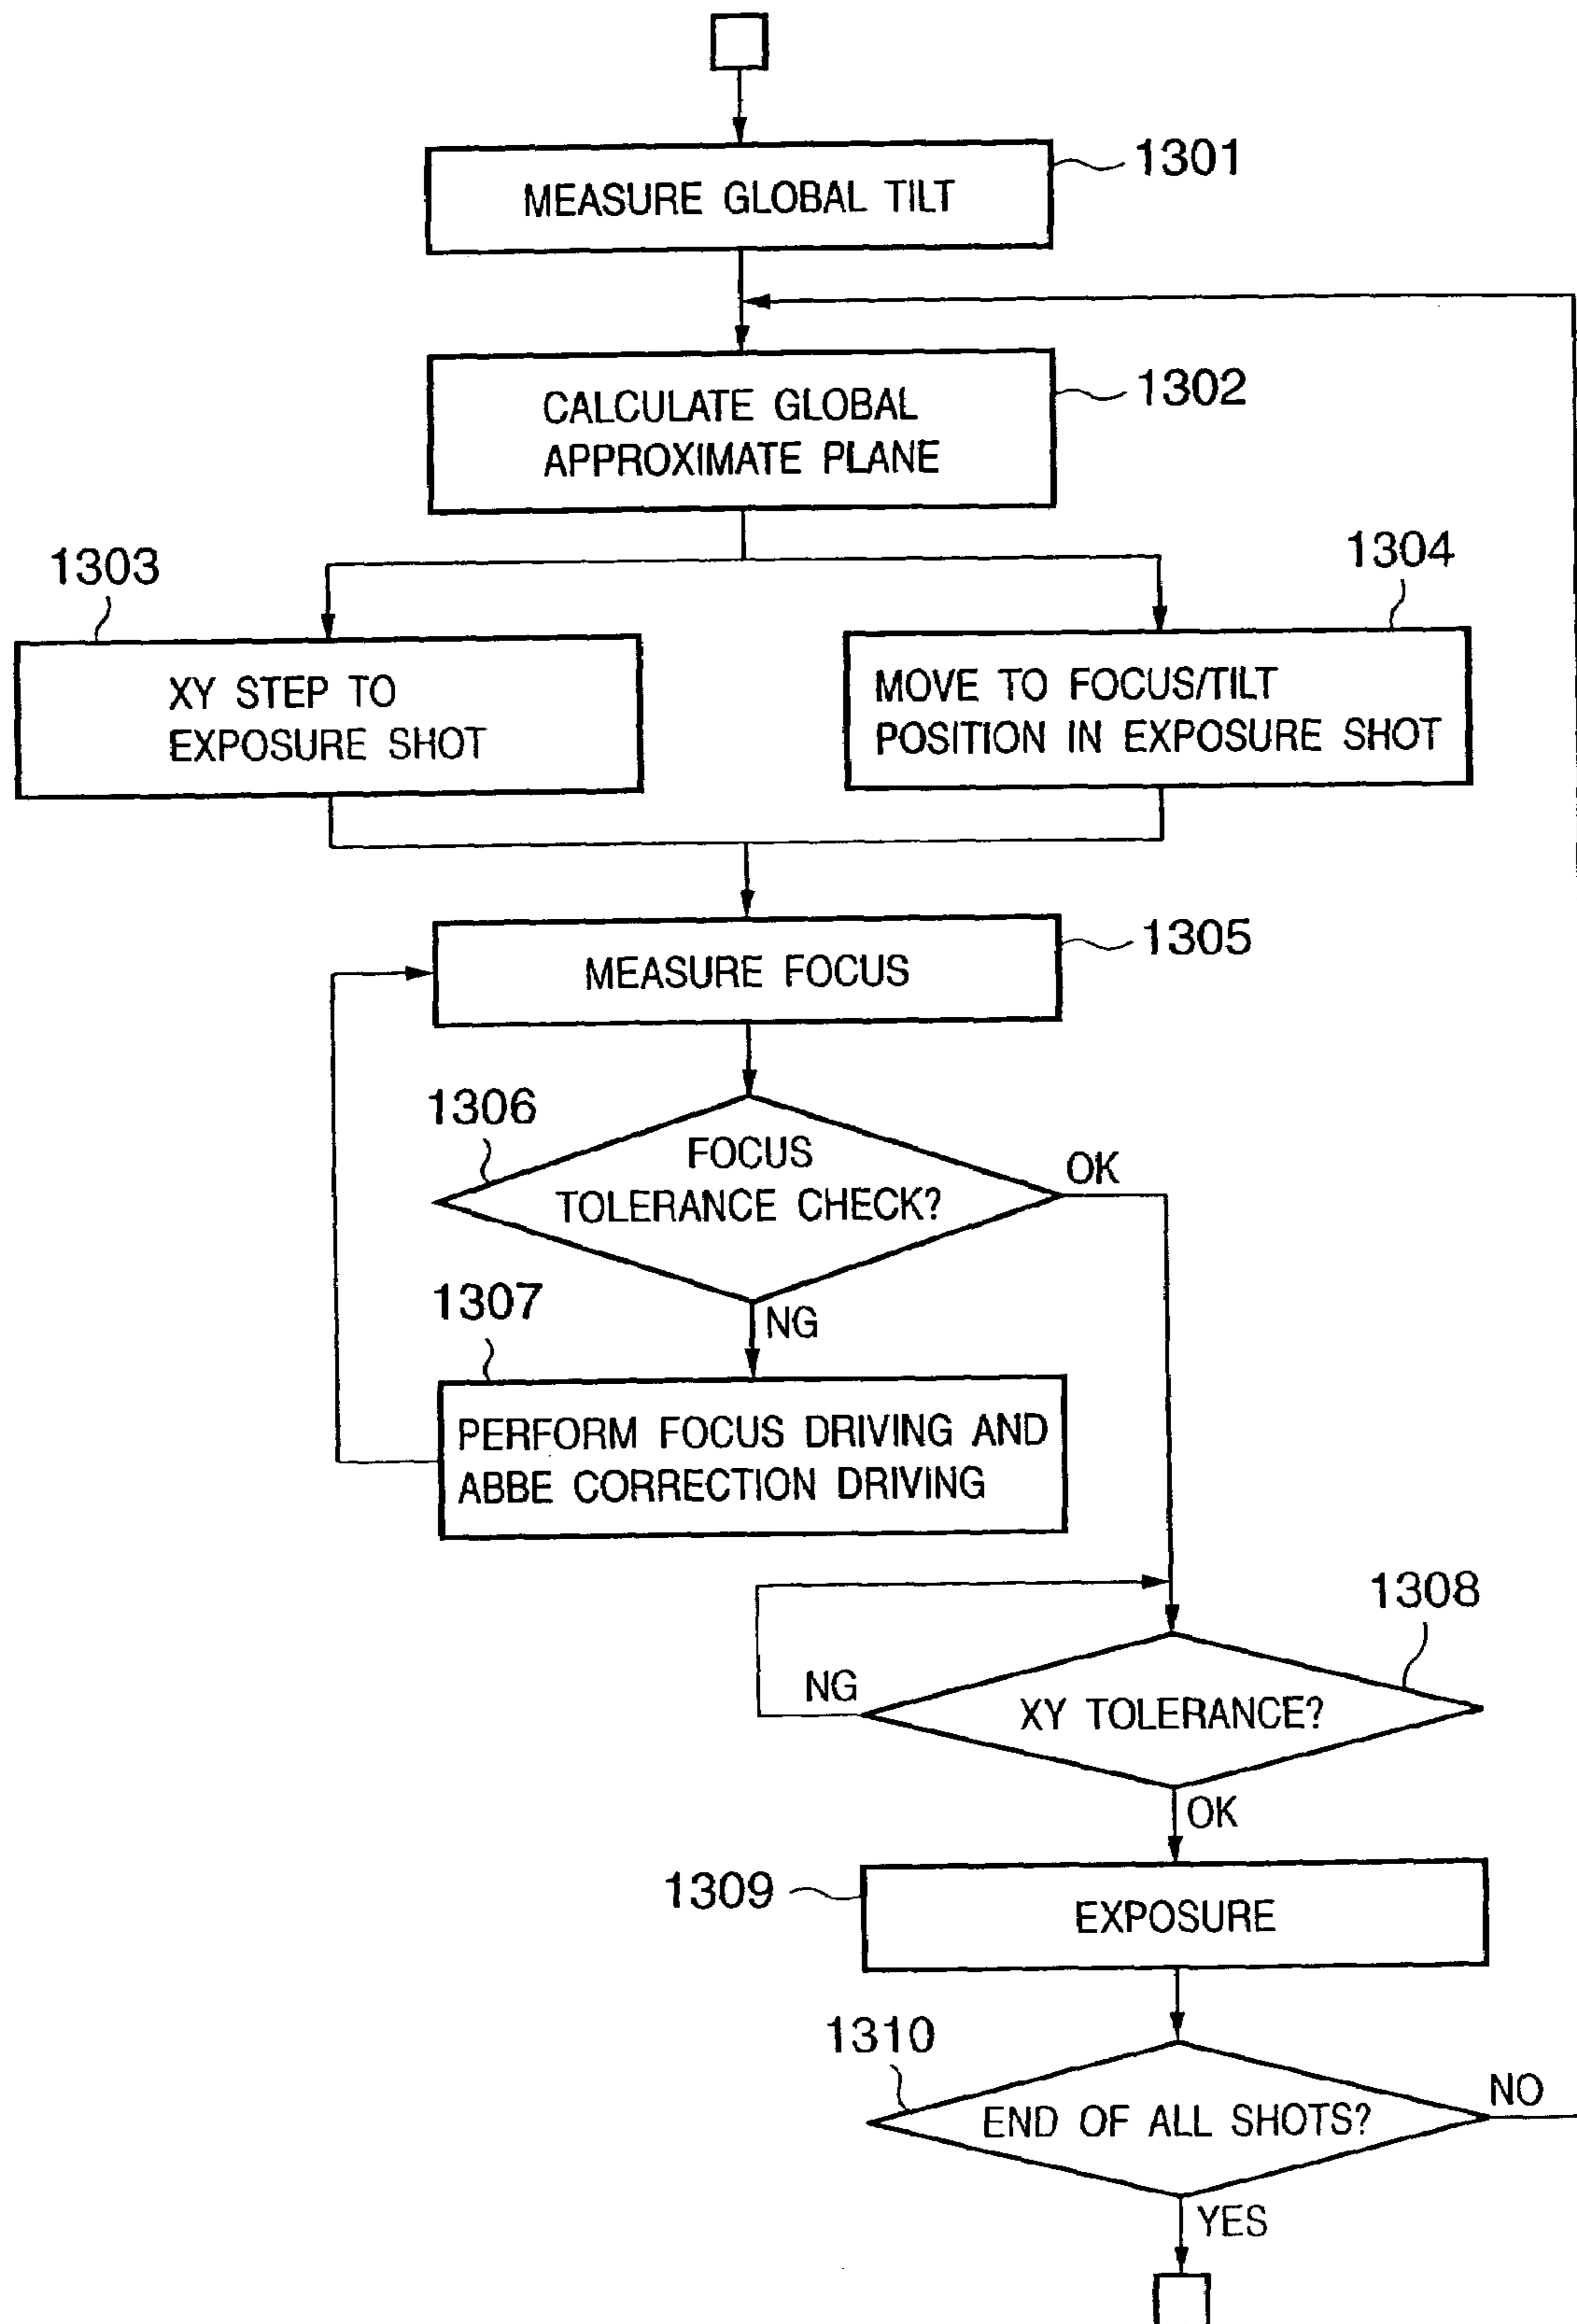 1301
MEASURE GLOBAL TILT
1302
CALCULATE GLOBAL
APPROXIMATE PLANE
1303
XY STEP TO
EXPOSURE SHOT
1304
MOVE TO FOCUS/TILT
POSITION IN EXPOSURE SHOT
1305
MEASURE FOCUS
1306
FOCUS
TOLERANCE CHECK?
OK
NG
1307
PERFORM FOCUS DRIVING AND
ABBE CORRECTION DRIVING
1308
XY TOLERANCE?
NG
OK
1309
EXPOSURE
1310
END OF ALL SHOTS?
NO
YES